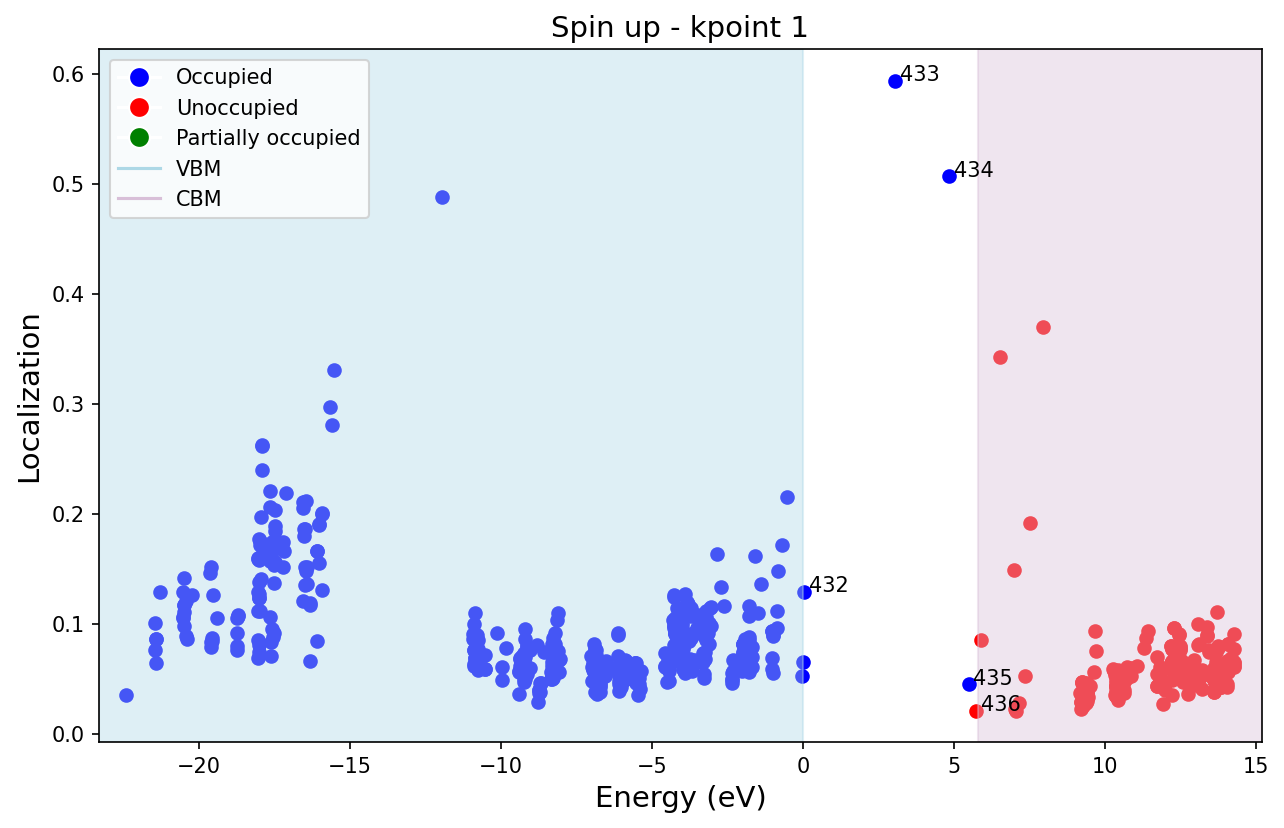 Spin up - kpoint 1
Occupied
Unoccupied
Partially occupied
VBM
CBM
433
434
432
435
436
0.6
0.5
0.4
0.3
0.2
0.1
0.0
Localization
−20
−15
−10
−5
0
5
10
15
Energy (eV)